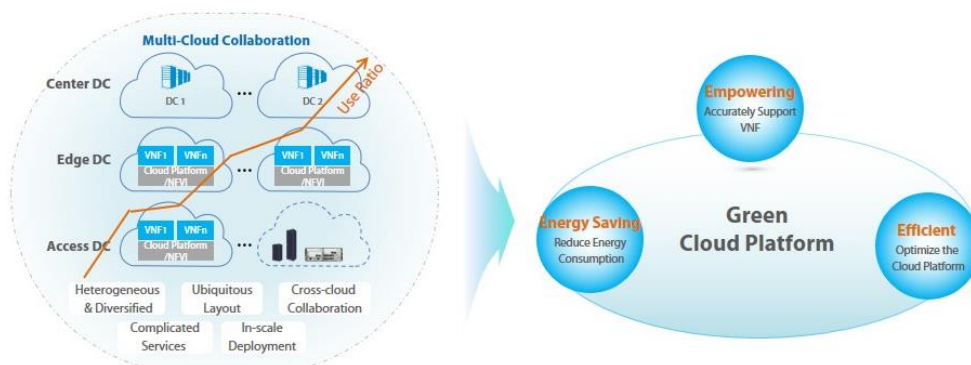 Multi-Cloud Collaboration
Center DC
DC 1
...
DC 2
Use Ratio
Edge DC
VNF1 VNFn
Cloud Platform
/NFVI
...
VNF1 VNFn
Cloud Platform
/NFVI
Access DC
VNF1 VNFn
Cloud Platform
/NFVI
...
Heterogeneous
& Diversified
Ubiquitous
Layout
Cross-cloud
Collaboration
Complicated
Services
In-scale
Deployment
Empowering
Accurately Support
VNF
Energy Saving
Reduce Energy
Consumption
Green
Cloud Platform
Efficient
Optimize the
Cloud Platform